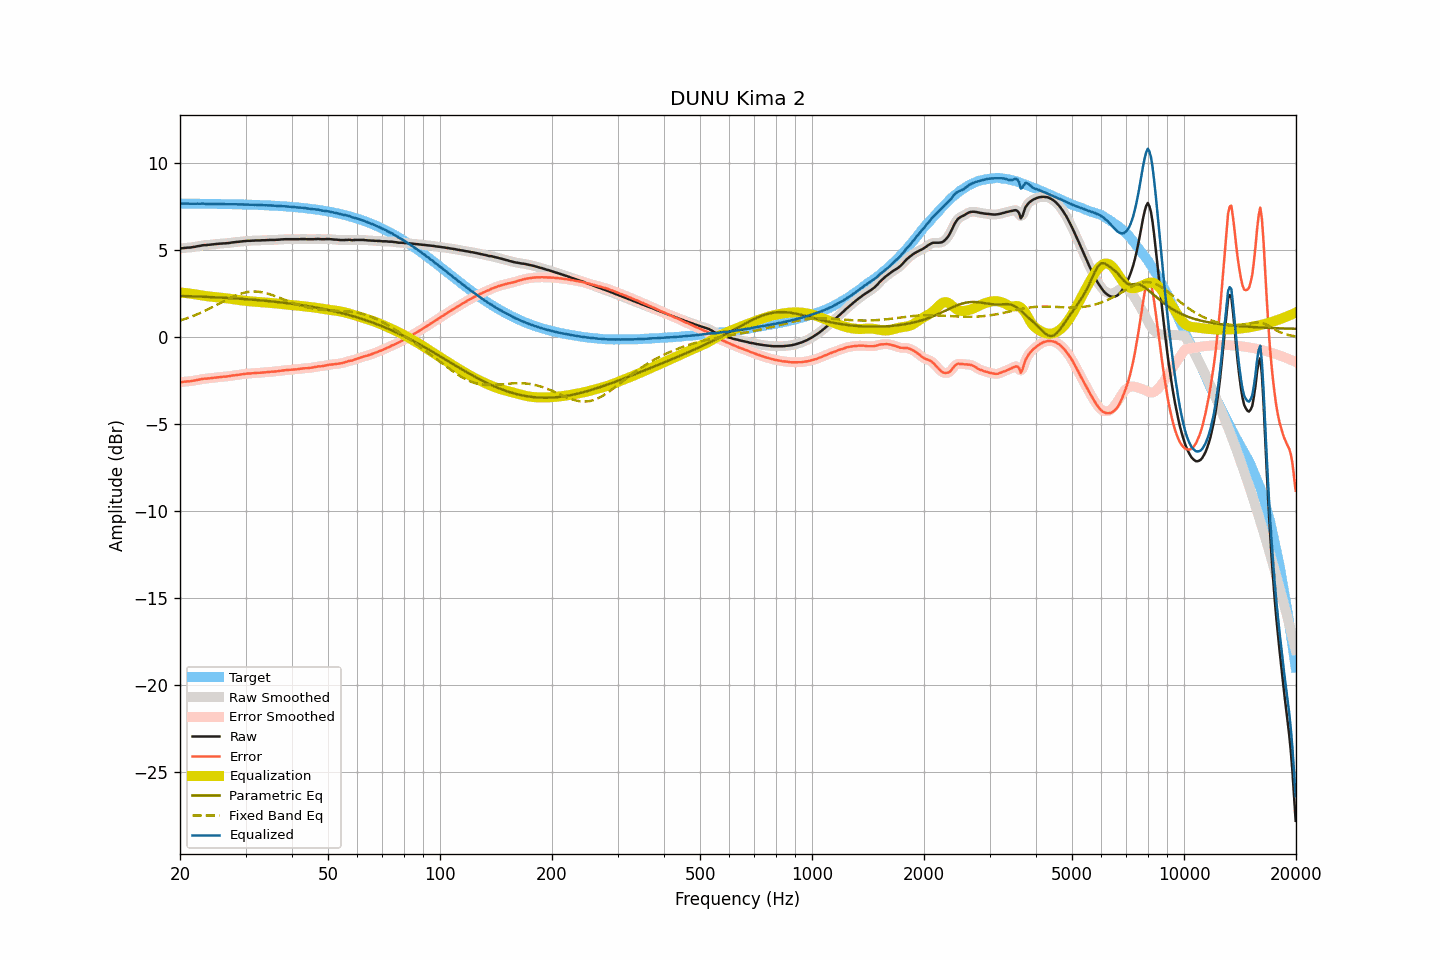 DUNU Kima 2
Amplitude (dBr)
10
5
0
−5
−10
−15
−20
−25
Target
Raw Smoothed
Error Smoothed
Raw
Error
Equalization
Parametric Eq
Fixed Band Eq
Equalized
20 50 100 200 500 1000 2000 5000 10000 20000
Frequency (Hz)